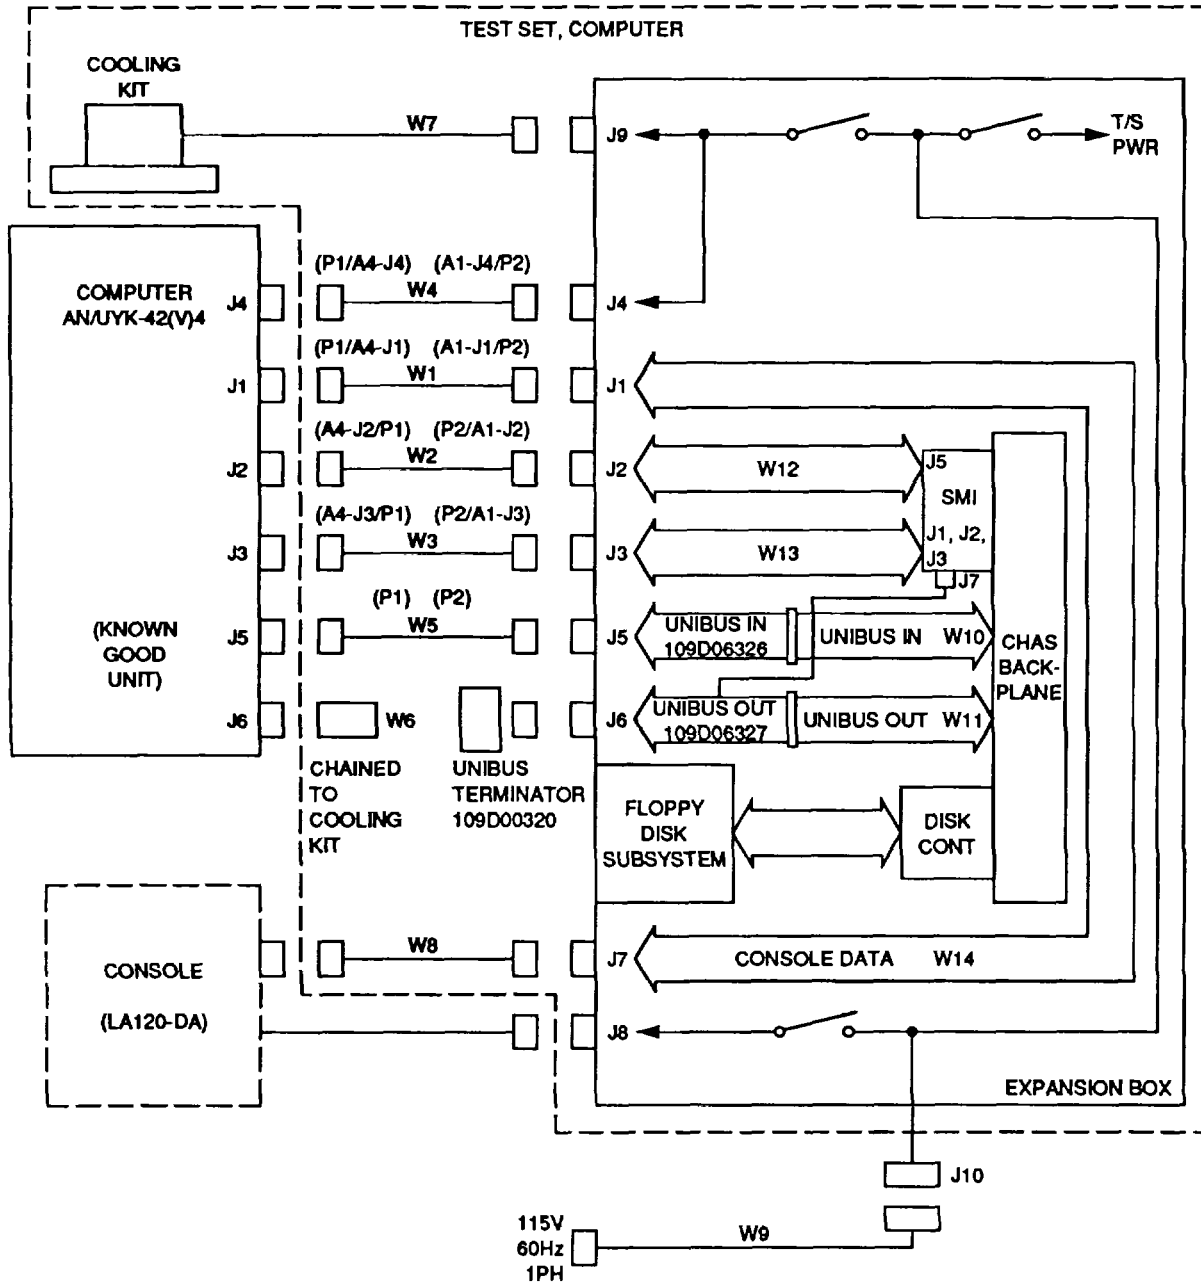 TEST SET, COMPUTER
COOLING
KIT
W7
J9
T/S
PWR
COMPUTER
AN/UYK-42(V)4
J4
(P1/A4-J4) (A1-J4/P2)
W4
J4
J1
(P1/A4-J1) (A1-J1/P2)
W1
J1
J2
(A4-J2/P1) (P2/A1-J2)
W2
J2
W12
J5
SMI
J1, J2,
J3
J7
J3
(A4-J3/P1) (P2/A1-J3)
W3
J3
W13
(KNOWN
GOOD
UNIT)
J5
(P1) (P2)
W5
J5
UNIBUS IN
109D06326
UNIBUS IN W10
CHAS
BACK-
PLANE
J6
W6
CHAINED
TO
COOLING
KIT
UNIBUS
TERMINATOR
109D00320
J6
UNIBUS OUT
109D06327
UNIBUS OUT W11
FLOPPY
DISK
SUBSYSTEM
DISK
CONT
CONSOLE
(LA120-DA)
W8
J7
CONSOLE DATA W14
J8
EXPANSION BOX
J10
115V
60Hz
1PH
W9